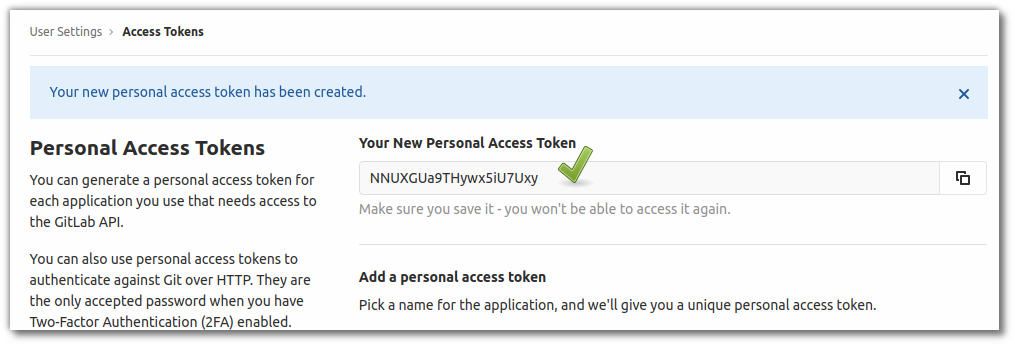 User Settings › Access Tokens
Your new personal access token has been created.
Personal Access Tokens
You can generate a personal access token for
each application you use that needs access to
the GitLab API.
You can also use personal access tokens to
authenticate against Git over HTTP. They are
the only accepted password when you have
Two-Factor Authentication (2FA) enabled.
Your New Personal Access Token
NNUXGUa9THywx5iU7Uxy
Make sure you save it - you won't be able to access it again.
Add a personal access token
Pick a name for the application, and we'll give you a unique personal access token.